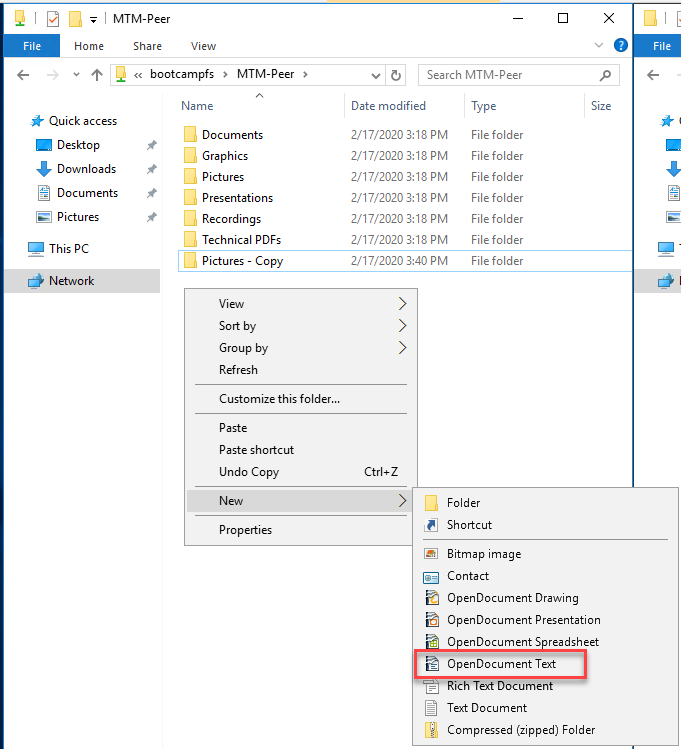 MTM-Peer
File Home Share View
« bootcampfs > MTM-Peer > Search MTM-Peer
Name Date modified Type Size
Quick access
Desktop
Downloads
Documents
Pictures
This PC
Network
Documents 2/17/2020 3:18 PM File folder
Graphics 2/17/2020 3:18 PM File folder
Pictures 2/17/2020 3:18 PM File folder
Presentations 2/17/2020 3:18 PM File folder
Recordings 2/17/2020 3:18 PM File folder
Technical PDFs 2/17/2020 3:18 PM File folder
Pictures - Copy 2/17/2020 3:40 PM File folder
View
Sort by
Group by
Refresh
Customize this folder...
Paste
Paste shortcut
Undo Copy Ctrl+Z
New
Properties
Folder
Shortcut
Bitmap image
Contact
OpenDocument Drawing
OpenDocument Presentation
OpenDocument Spreadsheet
OpenDocument Text
Rich Text Document
Text Document
Compressed (zipped) Folder
File